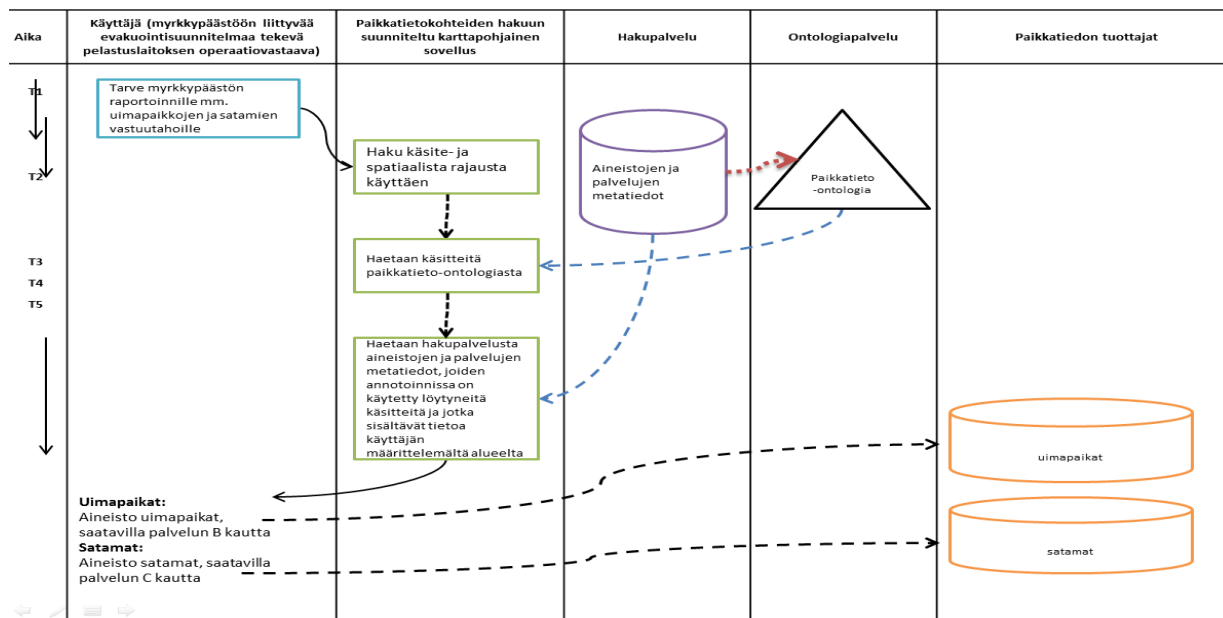 Aika
Käyttäjä (myrkkypäästöön liittyvää
evakuointisuunnitelmaa tekevä
pelastuslaitoksen operaatiovastaava)
Paikkatietokohteiden hakuun
suunniteltu karttapohjainen
sovellus
Hakupalvelu
Ontologiapalvelu
Paikkatiedon tuottajat
T1
T2
T3
T4
T5
Tarve myrkkypäästön
raportoinnille mm.
uimapaikkojen ja satamien
vastuutahoille
Haku käsite- ja
spatiaalista rajausta
käyttäen
Aineistojen ja
palvelujen
metatiedot
Paikkatieto
-ontologia
Haetaan käsitteitä
paikkatieto-ontologiasta
Haetaan hakupalvelusta
aineistojen ja palvelujen
metatiedot, joiden
annotoinnissa on
käytetty löytyneitä
käsitteitä ja jotka
sisältävät tietoa
käyttäjän
määrittelemältä alueelta
uimapaikat
Uimapaikat:
Aineisto uimapaikat,
saatavilla palvelun B kautta
Satamat:
Aineisto satamat, saatavilla
palvelun C kautta
satamat